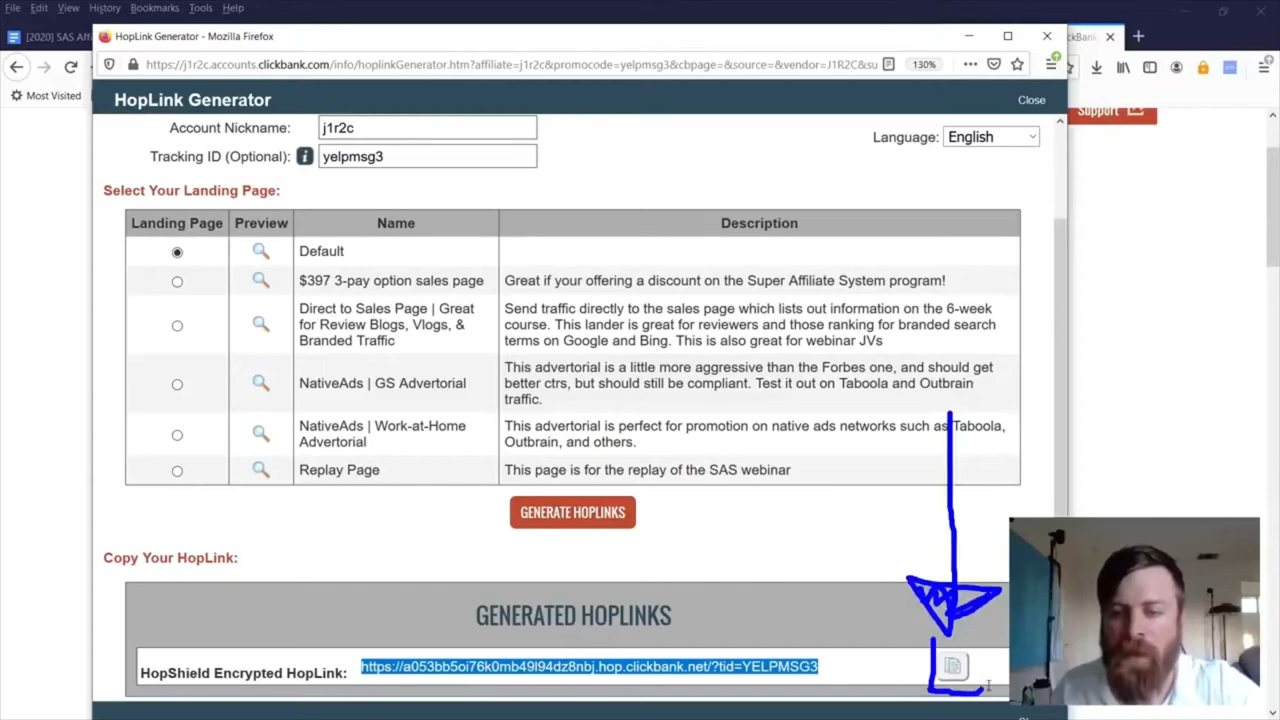 File Edit View History Bookmarks Tools Help
[2020] SAS Affi
HopLink Generator - Mozilla Firefox
ckBank
https://j1r2c.accounts.clickbank.com/info/hoplinkGenerator.htm?affiliate=j1r2c&promocode=yelpmsg3&cbpage=&source=&vendor=J1R2C&su
130%
Most Visited
HopLink Generator
Close
Support
Account Nickname: j1r2c
Language: English
Tracking ID (Optional): i yelpmsg3
Select Your Landing Page:
Landing Page Preview Name Description
Default
$397 3-pay option sales page Great if your offering a discount on the Super Affiliate System program!
Direct to Sales Page | Great for Review Blogs, Vlogs, & Branded Traffic
Send traffic directly to the sales page which lists out information on the 6-week
course. This lander is great for reviewers and those ranking for branded search
terms on Google and Bing. This is also great for webinar JVs
NativeAds | GS Advertorial
This advertorial is a little more aggressive than the Forbes one, and should get
better ctrs, but should still be compliant. Test it out on Taboola and Outbrain
traffic.
NativeAds | Work-at-Home
Advertorial
This advertorial is perfect for promotion on native ads networks such as Taboola,
Outbrain, and others.
Replay Page This page is for the replay of the SAS webinar
GENERATE HOPLINKS
Copy Your HopLink:
GENERATED HOPLINKS
HopShield Encrypted HopLink: https://a053bb5oi76k0mb49l94dz8nbj.hop.clickbank.net/?tid=YELPMSG3